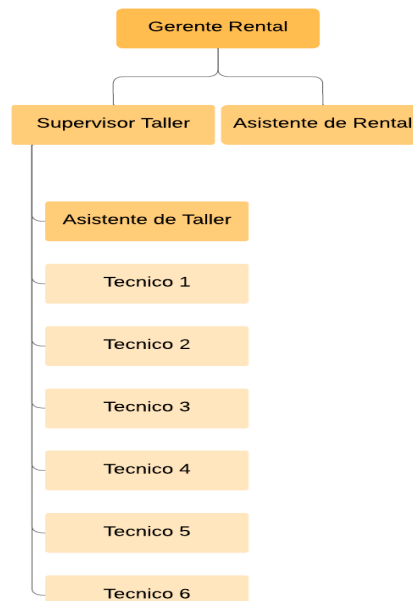 Gerente Rental
Supervisor Taller
Asistente de Rental
Asistente de Taller
Tecnico 1
Tecnico 2
Tecnico 3
Tecnico 4
Tecnico 5
Tecnico 6